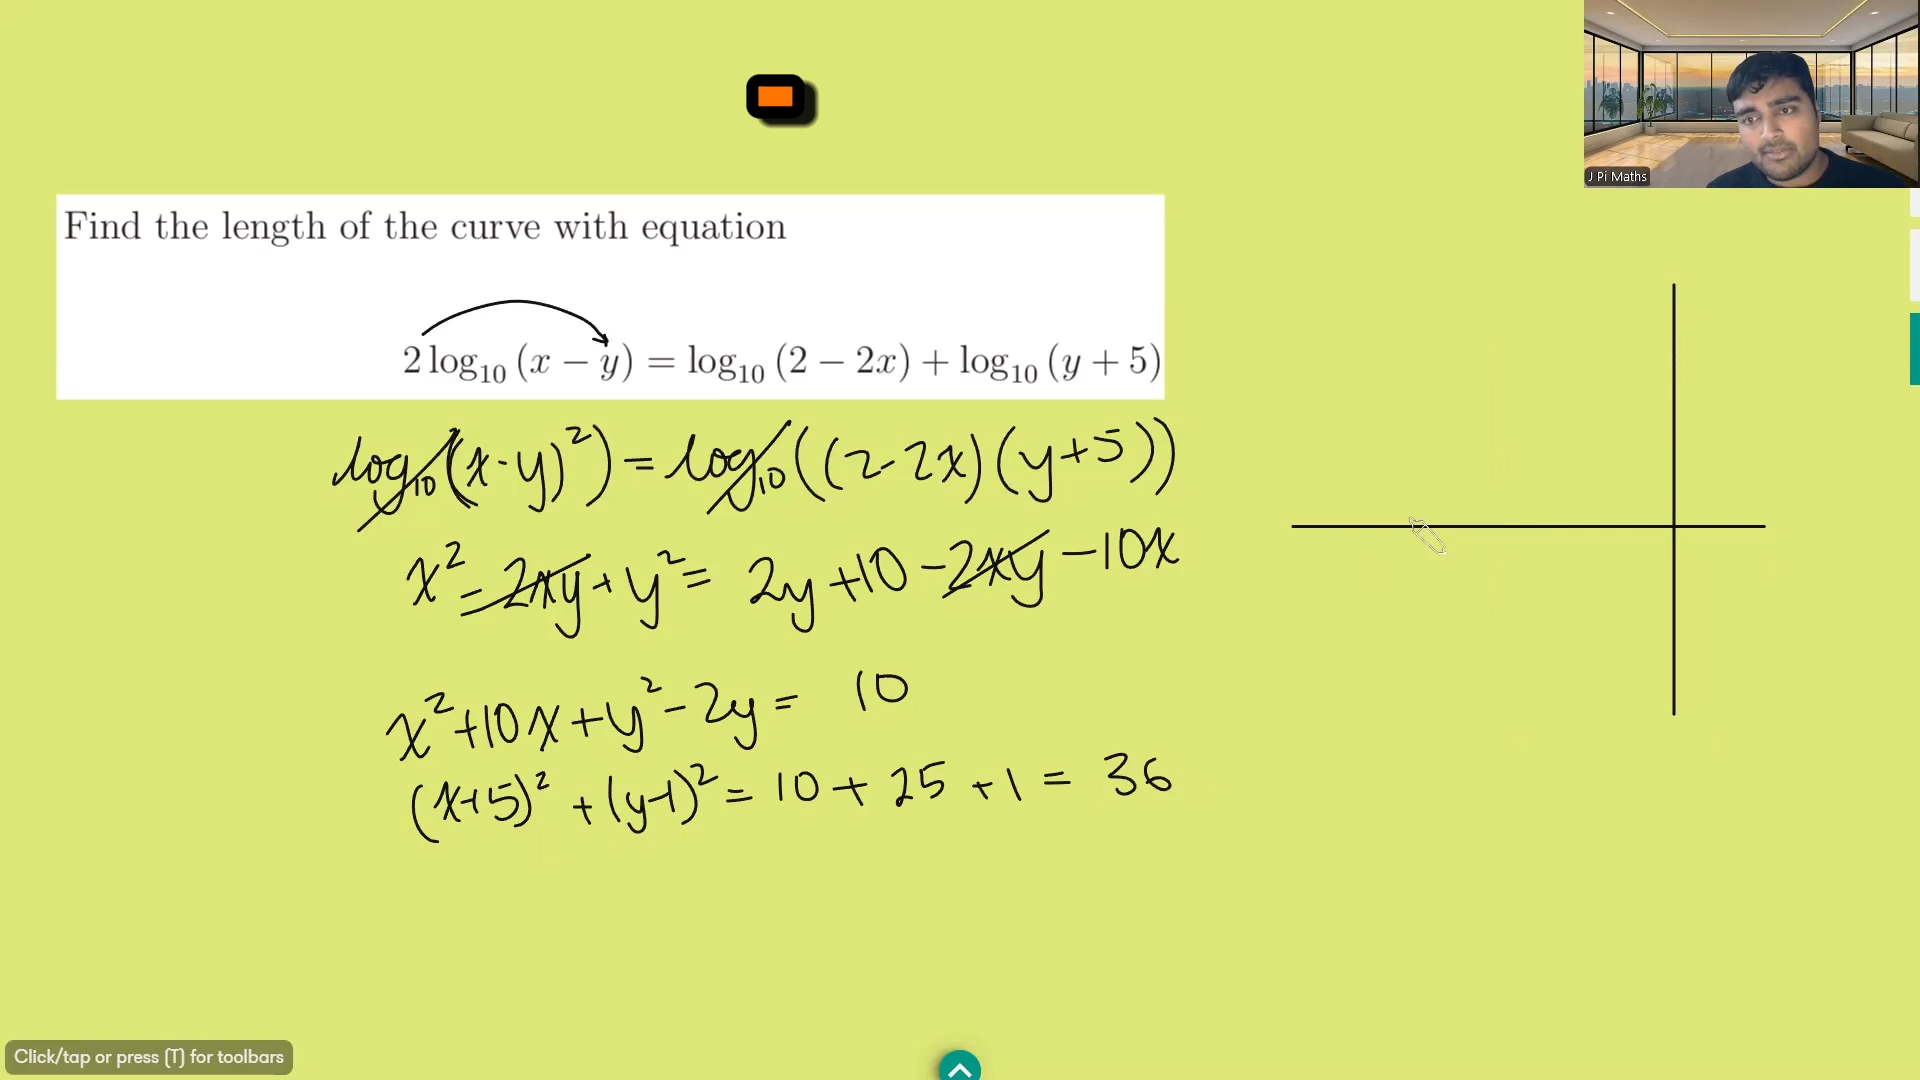 J Pi Maths
Find the length of the curve with equation
2 log₁₀ (x − y) = log₁₀ (2 − 2x) + log₁₀ (y + 5)
log₁₀((x-y)²) = log₁₀((2-2x)(y+5))
x² - 2xy + y² = 2y + 10 - 2xy - 10x
x² + 10x + y² - 2y = 10
(x+5)² + (y-1)² = 10 + 25 + 1 = 36
Click/tap or press (T) for toolbars